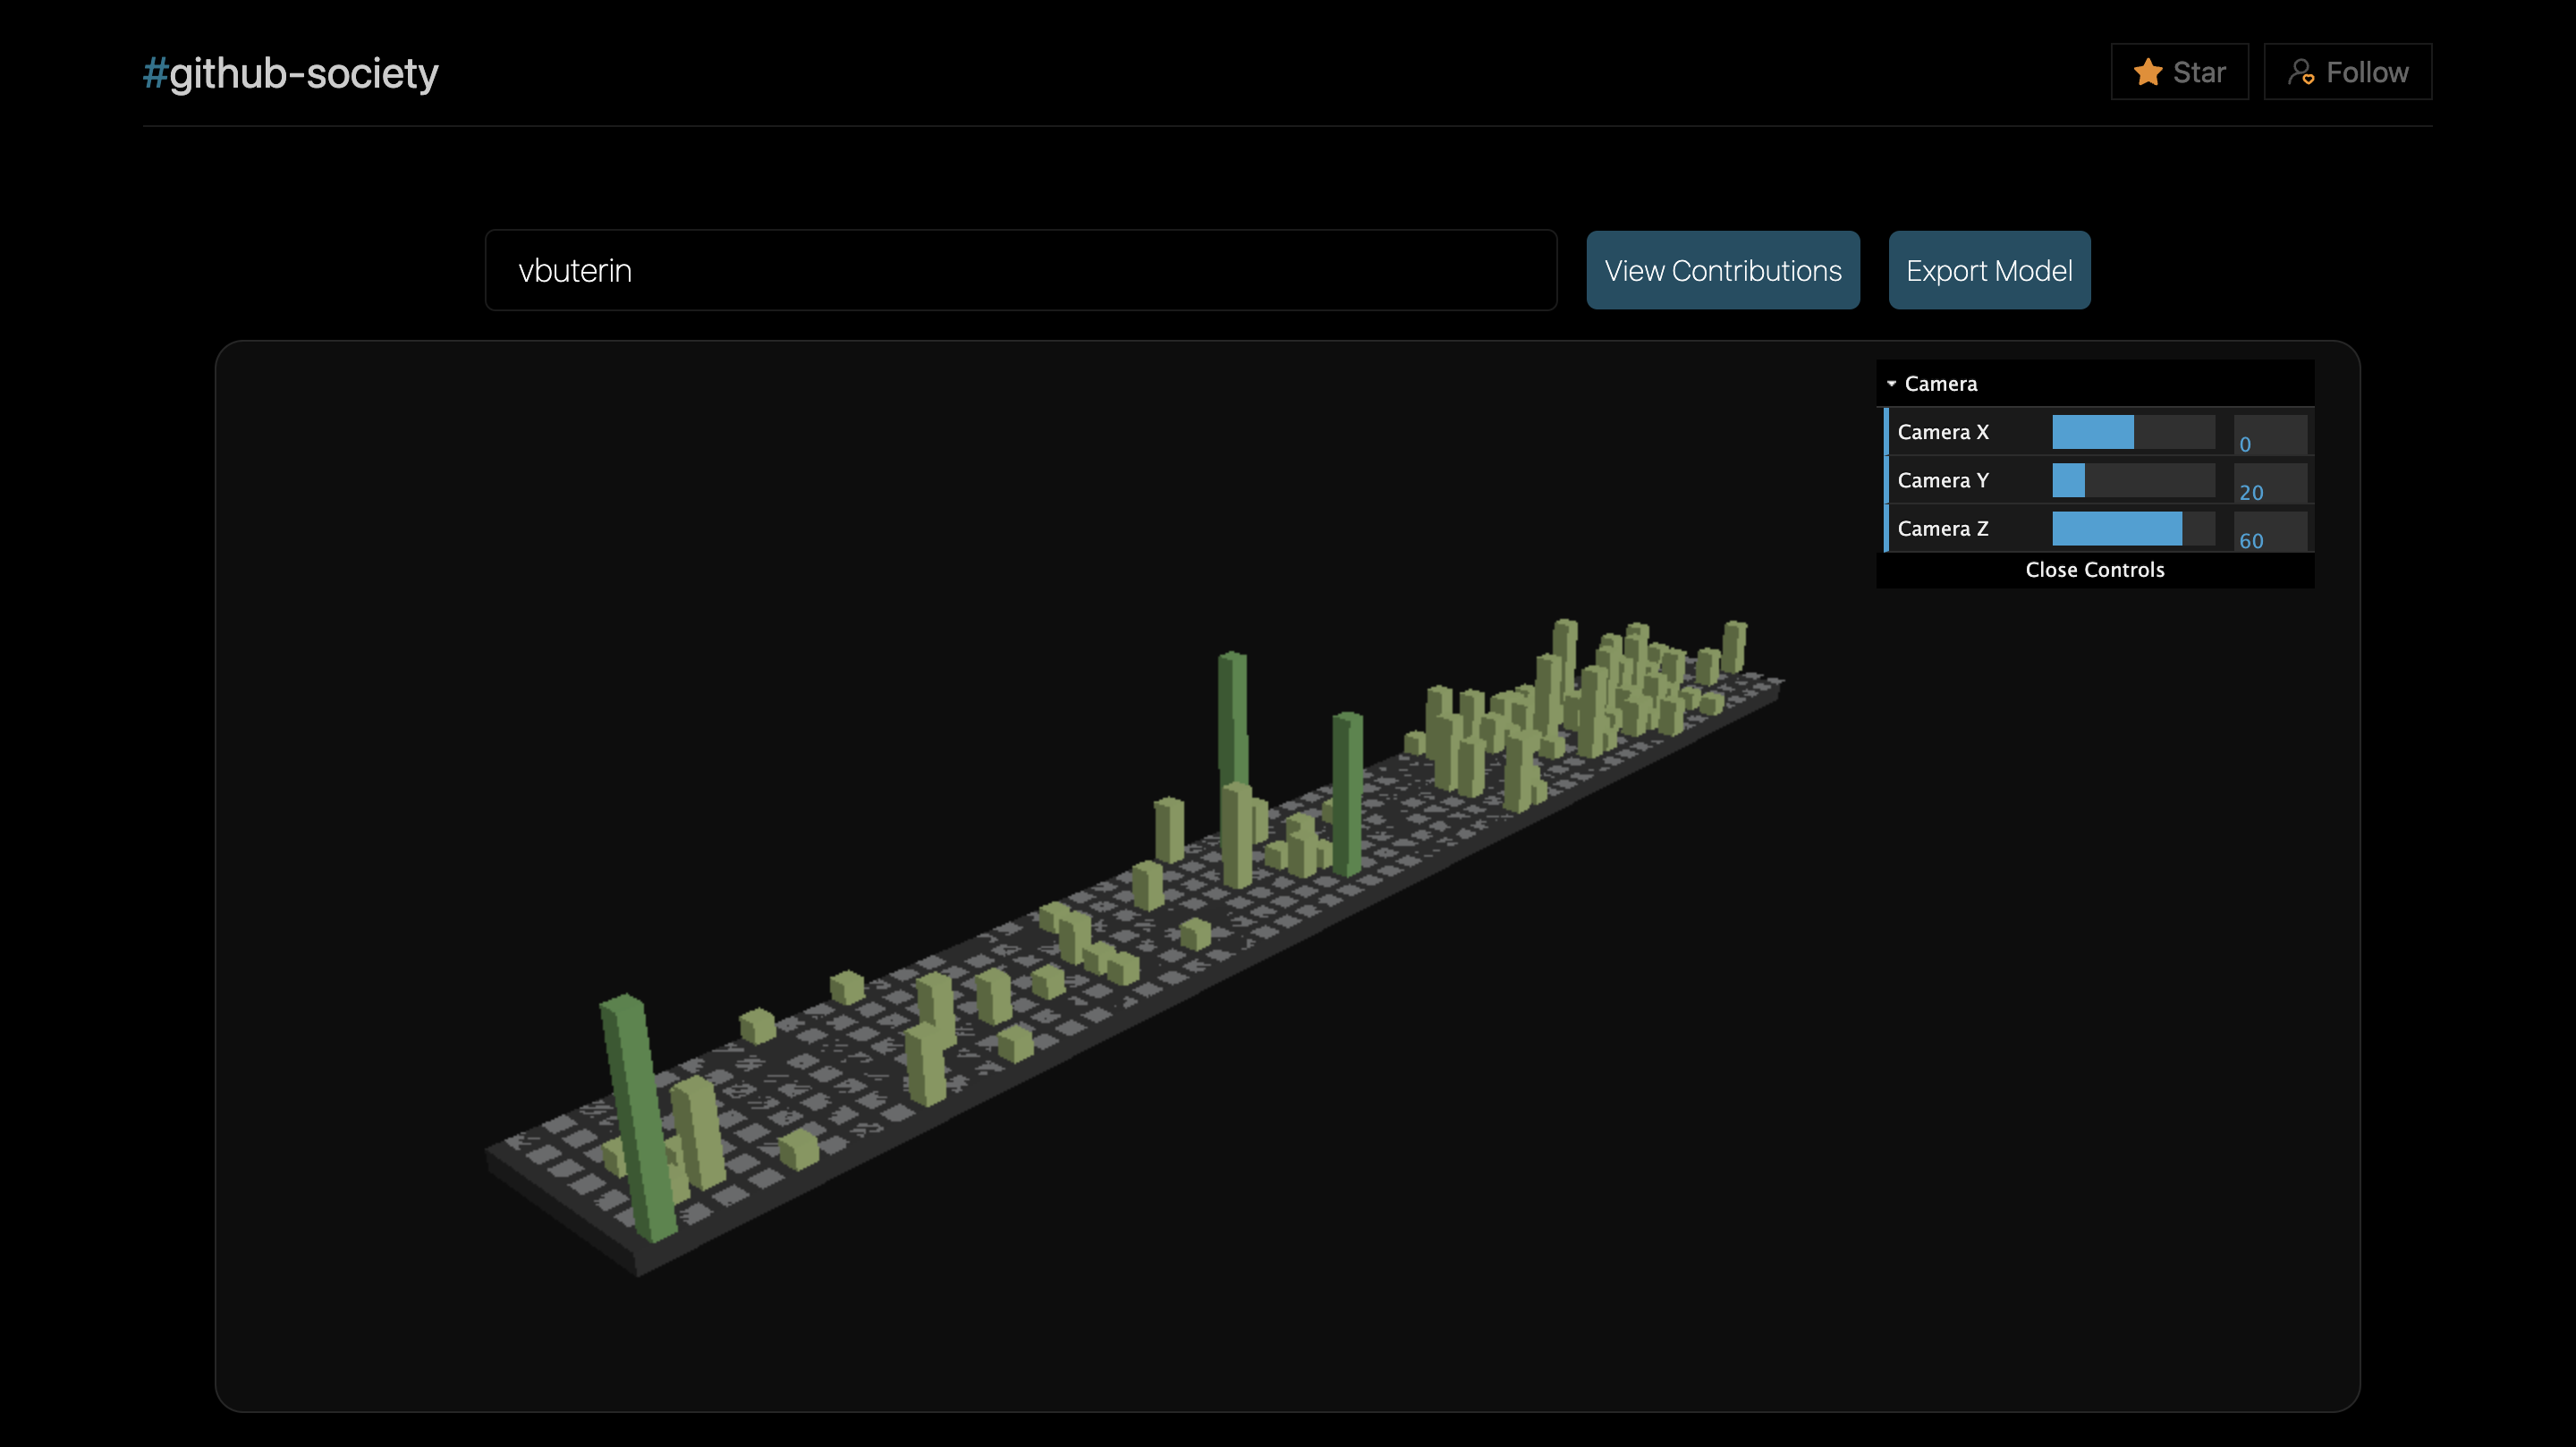 #github-society
Star
Follow
vbuterin
View Contributions
Export Model
Camera
Camera X
0
Camera Y
20
Camera Z
60
Close Controls